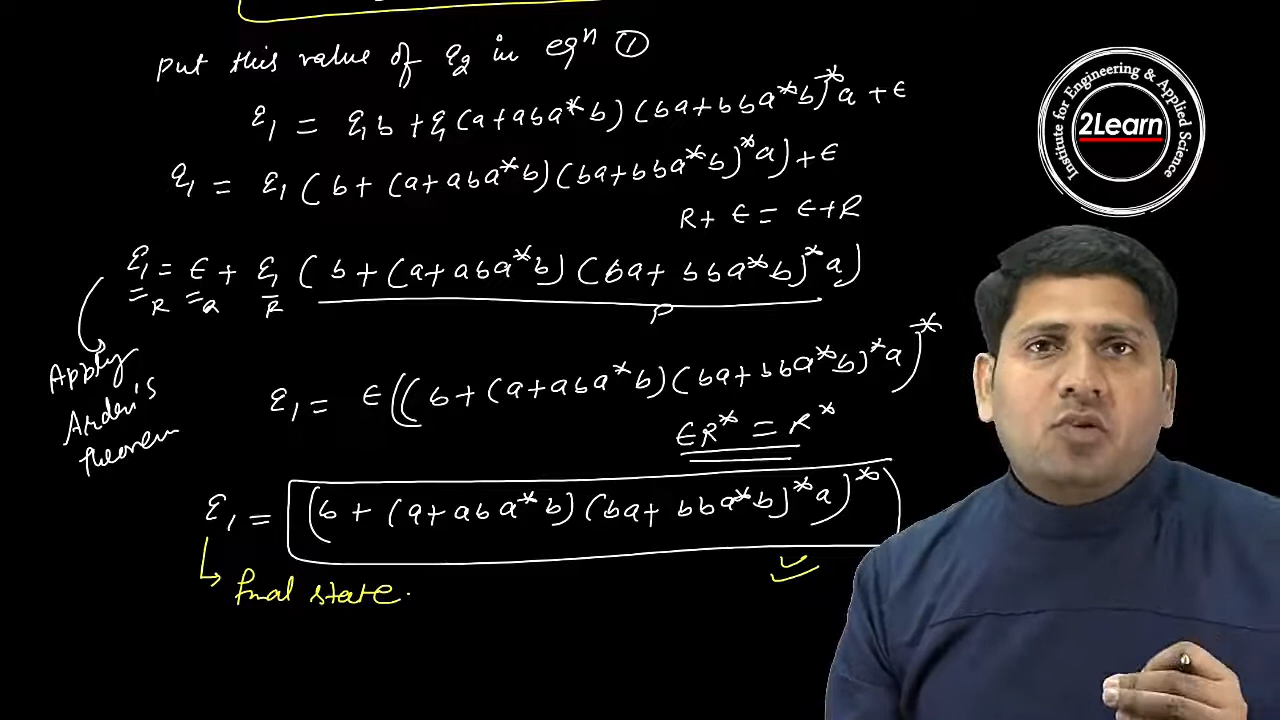 put this value of q2 in eqn ①
q1 = q1b + q1(a+aba*b)(ba+bba*b)*a + ϵ
q1 = q1(b+(a+aba*b)(ba+bba*b)*a)+ϵ
R+ ϵ = ϵ+R
q1 = ϵ + q1 (b+(a+aba*b)(ba+bba*b)*a)
R Q R P
Apply
Arden's
theorem
q1 = ϵ((b+(a+aba*b)(ba+bba*b)*a)*
ϵR* = R*
q1 = (b+(a+aba*b)(ba+bba*b)*a)*
final state.
2Learn
Institute for Engineering & Applied Science